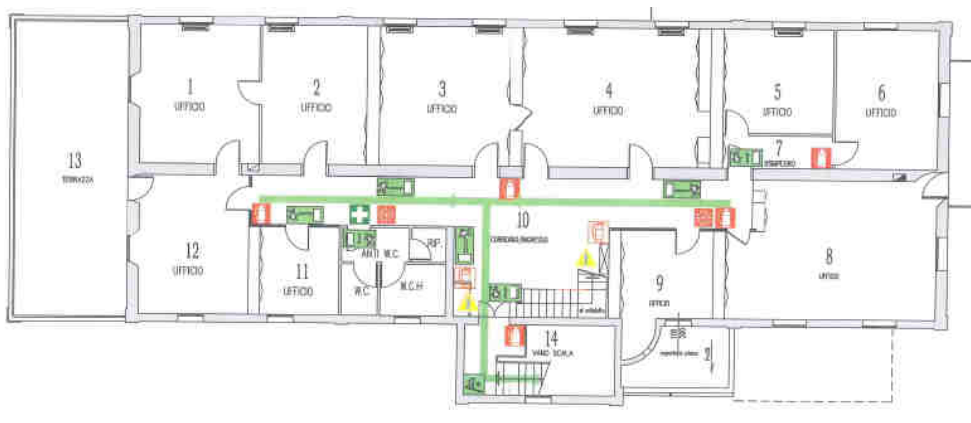 1
UFFICIO
2
UFFICIO
3
UFFICIO
4
UFFICIO
5
UFFICIO
6
UFFICIO
7
DISIMPEGNO
13
TERRAZZA
12
UFFICIO
11
UFFICIO
ANTI W.C.
RIP.
W.C.
W.C.H
10
CORRIDOIO/INGRESSO
9
UFFICIO
8
UFFICIO
14
VANO SCALA